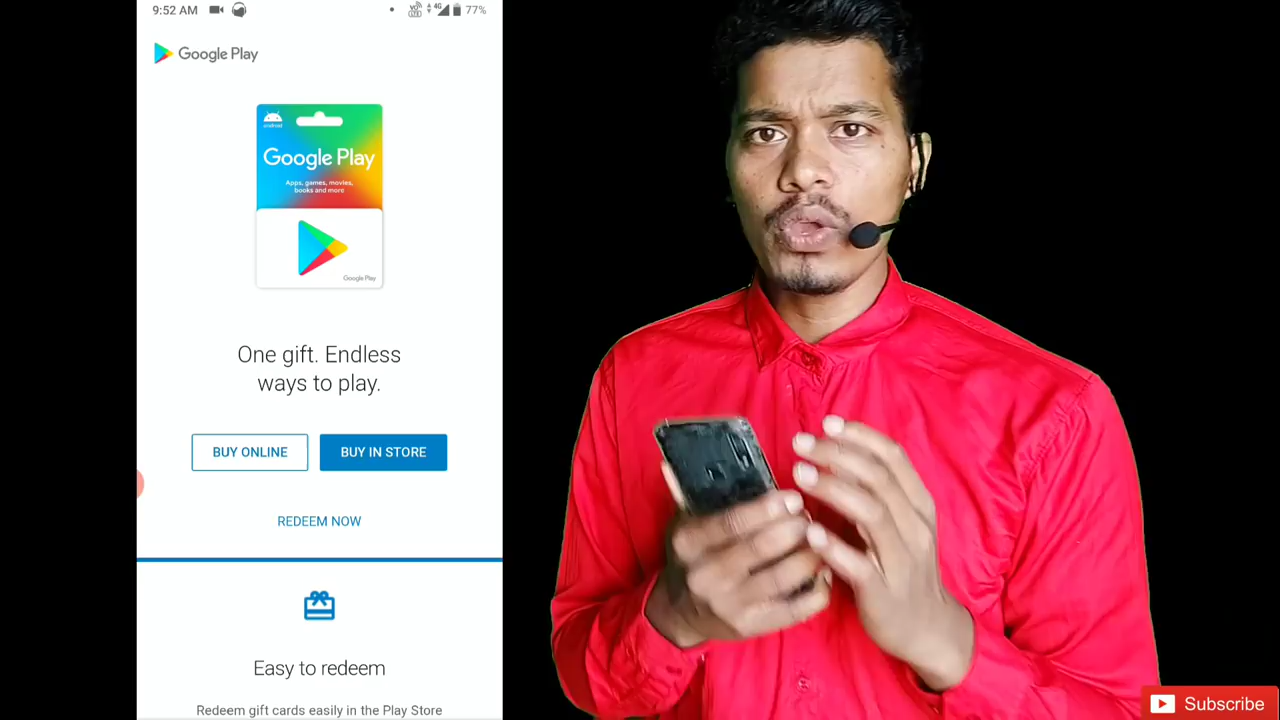 9:52 AM
4G
77%
Google Play
android
Google Play
Apps, games, movies,
books and more
Google Play
One gift. Endless
ways to play.
BUY ONLINE
BUY IN STORE
REDEEM NOW
Easy to redeem
Redeem gift cards easily in the Play Store
Subscribe